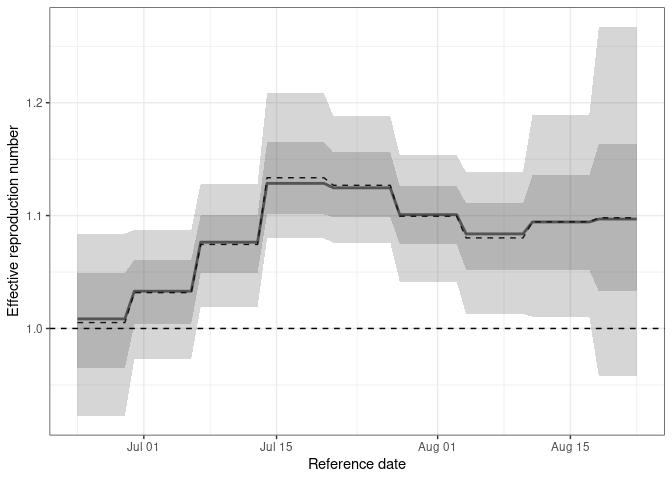 Effective reproduction number
1.2
1.1
1.0
Jul 01
Jul 15
Aug 01
Aug 15
Reference date